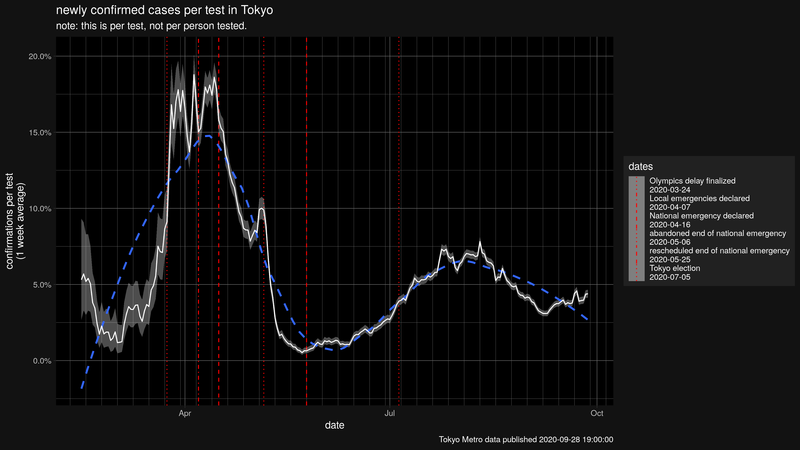 newly confirmed cases per test in Tokyo
note: this is per test, not per person tested.
20.0%
15.0%
10.0%
5.0%
0.0%
confirmations per test
(1 week average)
Apr
Jul
Oct
date
dates
Olympics delay finalized
2020-03-24
Local emergencies declared
2020-04-07
National emergency declared
2020-04-16
abandoned end of national emergency
2020-05-06
rescheduled end of national emergency
2020-05-25
Tokyo election
2020-07-05
Tokyo Metro data published 2020-09-28 19:00:00